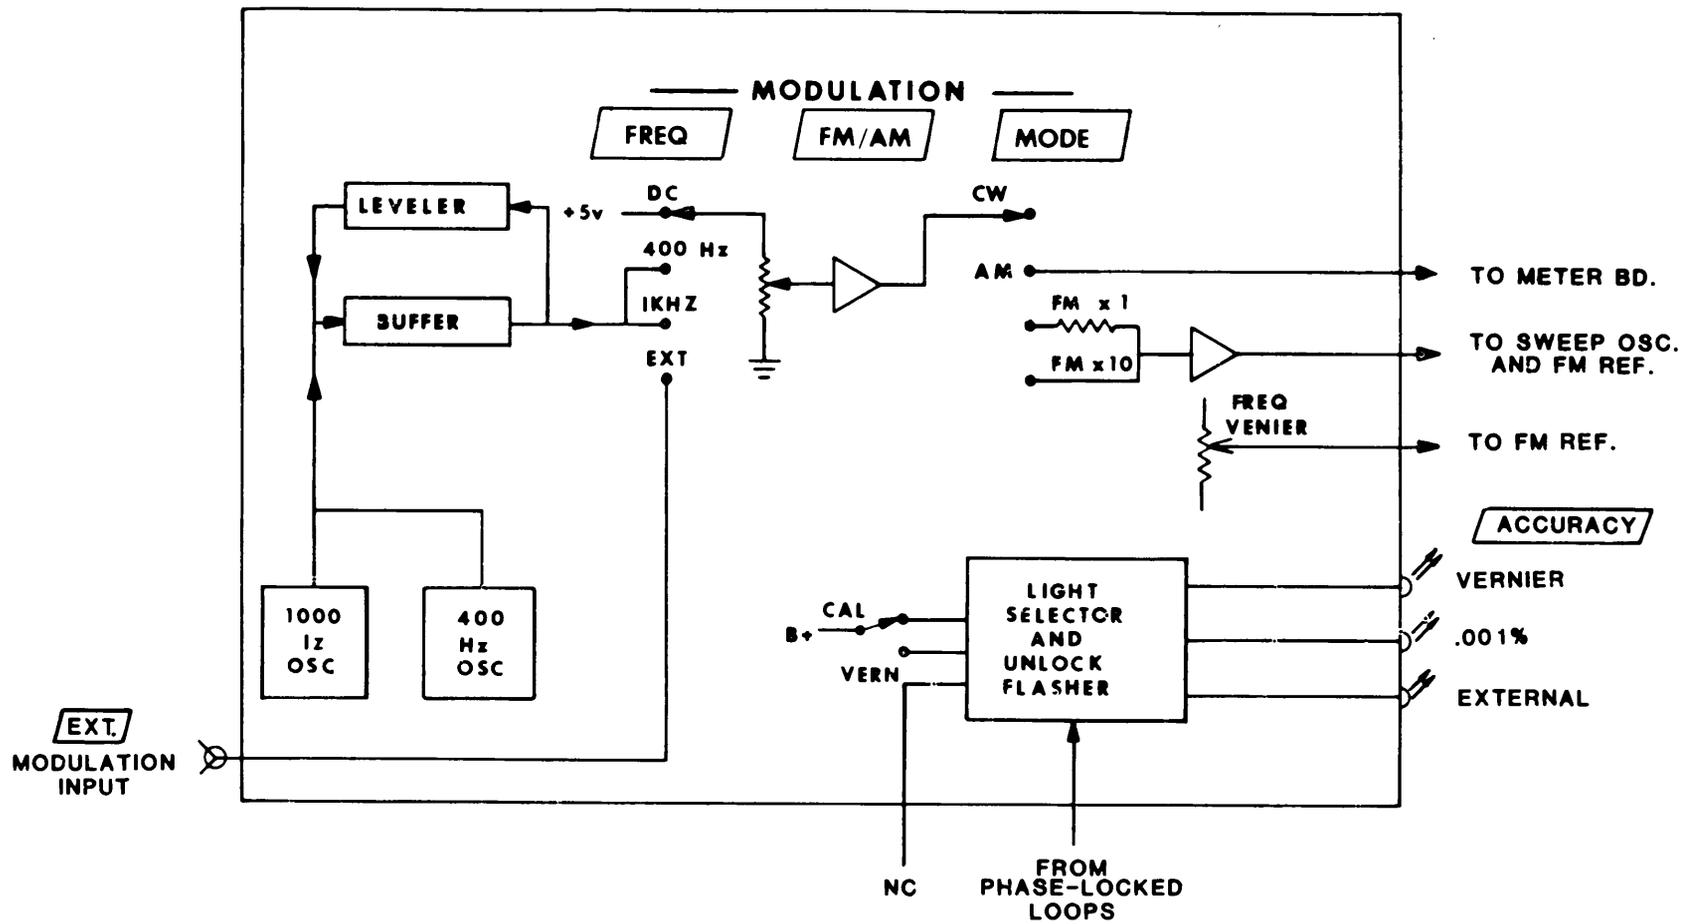 MODULATION
FREQ
FM/AM
MODE
LEVELER
BUFFER
+5v
DC
400 Hz
1KHZ
EXT
CW
AM
FM x 1
FM x10
FREQ
VENIER
TO METER BD.
TO SWEEP OSC.
AND FM REF.
TO FM REF.
ACCURACY
VERNIER
.001%
EXTERNAL
1000
Iz
OSC
400
Hz
OSC
CAL
B+
VERN
LIGHT
SELECTOR
AND
UNLOCK
FLASHER
EXT.
MODULATION
INPUT
NC
FROM
PHASE-LOCKED
LOOPS